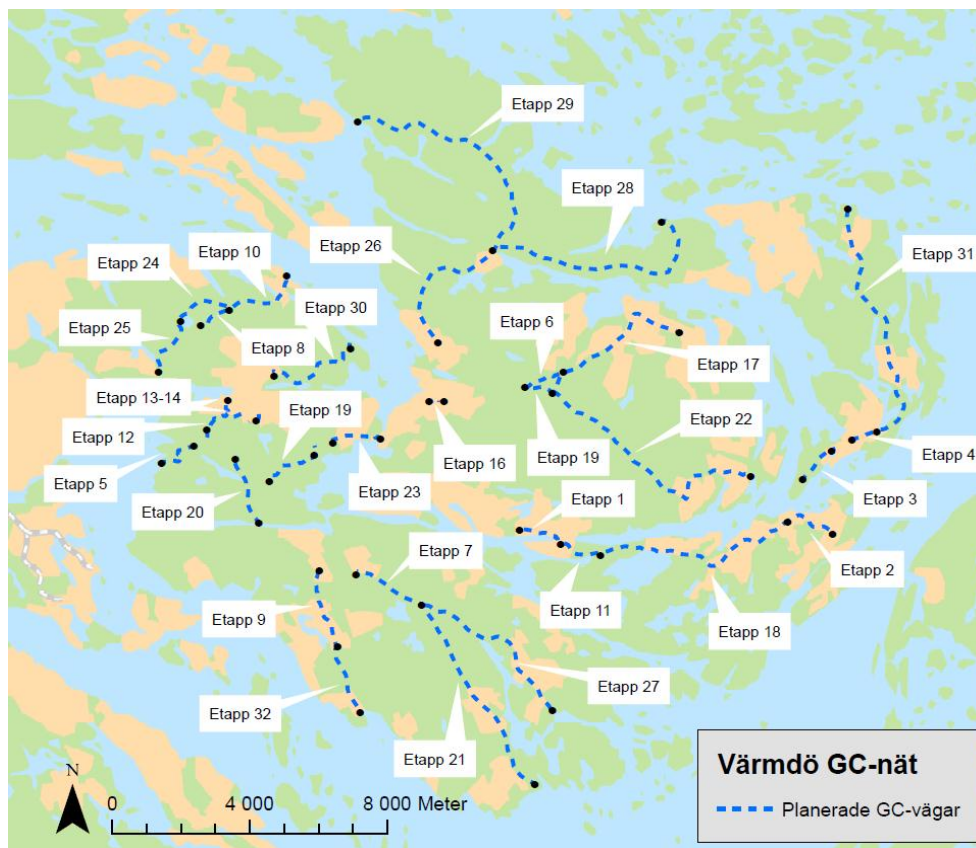 Etapp 29
Etapp 28
Etapp 26
Etapp 10
Etapp 24
Etapp 31
Etapp 30
Etapp 6
Etapp 25
Etapp 8
Etapp 17
Etapp 13-14
Etapp 19
Etapp 12
Etapp 22
Etapp 16
Etapp 19
Etapp 4
Etapp 5
Etapp 23
Etapp 3
Etapp 20
Etapp 1
Etapp 7
Etapp 2
Etapp 9
Etapp 11
Etapp 18
Etapp 27
Etapp 32
Etapp 21
Värmdö GC-nät
Planerade GC-vägar
N
0 4 000 8 000 Meter